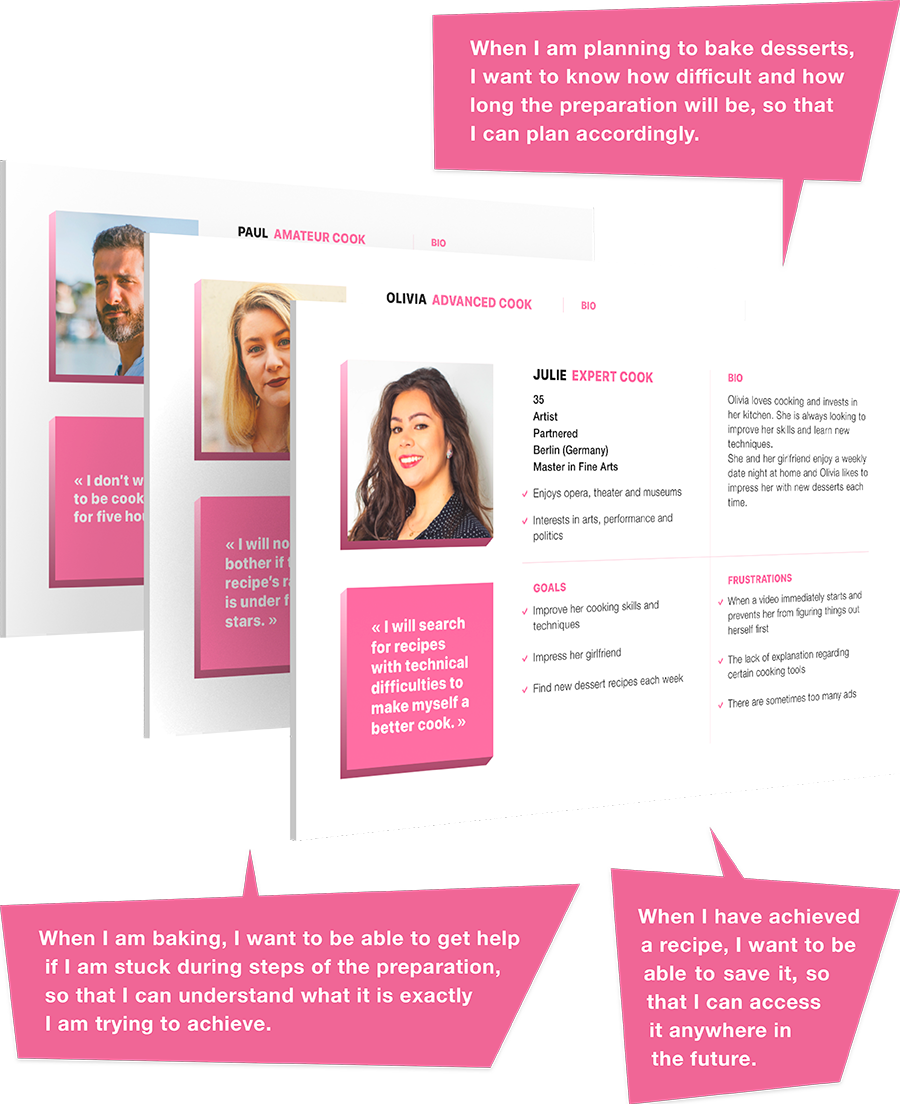 When I am planning to bake desserts,
I want to know how difficult and how
long the preparation will be, so that
I can plan accordingly.
PAUL AMATEUR COOK
BIO
« I don't w
to be cook
for five ho
OLIVIA ADVANCED COOK
BIO
« I will no
bother if
recipe's r
is under f
stars. »
JULIE EXPERT COOK
35
Artist
Partnered
Berlin (Germany)
Master in Fine Arts
Enjoys opera, theater and museums
Interests in arts, performance and
politics
BIO
Olivia loves cooking and invests in
her kitchen. She is always looking to
improve her skills and learn new
techniques.
She and her girlfriend enjoy a weekly
date night at home and Olivia likes to
impress her with new desserts each
time.
« I will search
for recipes
with technical
difficulties to
make myself a
better cook. »
GOALS
Improve her cooking skills and
techniques
Impress her girlfriend
Find new dessert recipes each week
FRUSTRATIONS
When a video immediately starts and
prevents her from figuring things out
herself first
The lack of explanation regarding
certain cooking tools
There are sometimes too many ads
When I am baking, I want to be able to get help
if I am stuck during steps of the preparation,
so that I can understand what it is exactly
I am trying to achieve.
When I have achieved
a recipe, I want to be
able to save it, so
that I can access
it anywhere in
the future.